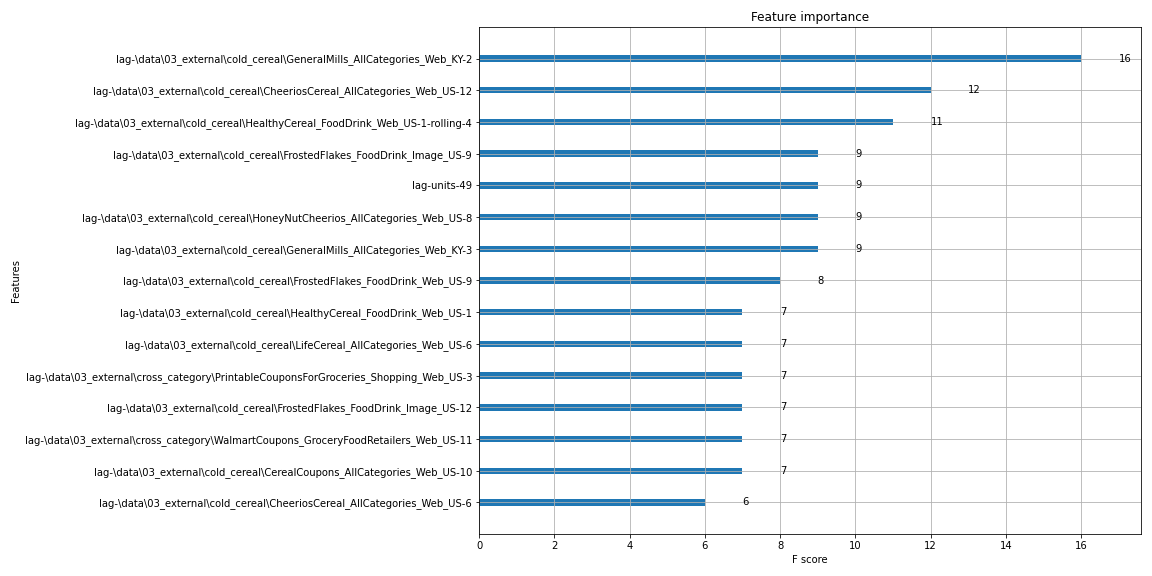 Feature importance
lag-\data\03_external\cold_cereal\GeneralMills_AllCategories_Web_KY-2 16
lag-\data\03_external\cold_cereal\CheeriosCereal_AllCategories_Web_US-12 12
lag-\data\03_external\cold_cereal\HealthyCereal_FoodDrink_Web_US-1-rolling-4 11
lag-\data\03_external\cold_cereal\FrostedFlakes_FoodDrink_Image_US-9 9
lag-units-49 9
lag-\data\03_external\cold_cereal\HoneyNutCheerios_AllCategories_Web_US-8 9
lag-\data\03_external\cold_cereal\GeneralMills_AllCategories_Web_KY-3 9
lag-\data\03_external\cold_cereal\FrostedFlakes_FoodDrink_Web_US-9 8
lag-\data\03_external\cold_cereal\HealthyCereal_FoodDrink_Web_US-1 7
lag-\data\03_external\cold_cereal\LifeCereal_AllCategories_Web_US-6 7
lag-\data\03_external\cross_category\PrintableCouponsForGroceries_Shopping_Web_US-3 7
lag-\data\03_external\cold_cereal\FrostedFlakes_FoodDrink_Image_US-12 7
lag-\data\03_external\cross_category\WalmartCoupons_GroceryFoodRetailers_Web_US-11 7
lag-\data\03_external\cold_cereal\CerealCoupons_AllCategories_Web_US-10 7
lag-\data\03_external\cold_cereal\CheeriosCereal_AllCategories_Web_US-6 6
Features
0 2 4 6 8 10 12 14 16
F score